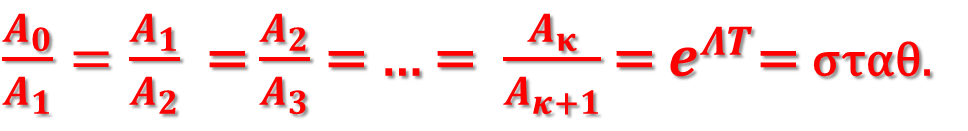 A₀/A₁ = A₁/A₂ = A₂/A₃ = ... = Aκ/Aκ₊₁ = e^ΛT = σταθ.